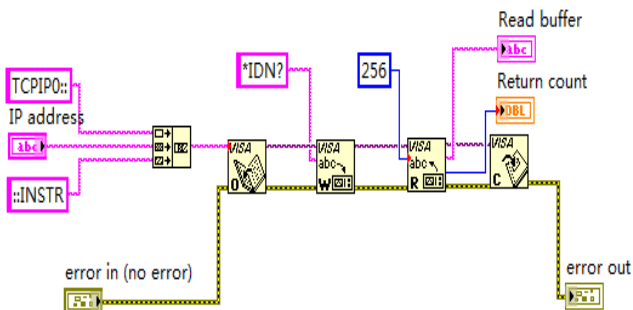 Read buffer
abc
TCPIP0::
*IDN?
256
Return count
DBL
IP address
abc
VISA
O
VISA
abc
W
VISA
abc
R
VISA
C
::INSTR
error in (no error)
error out